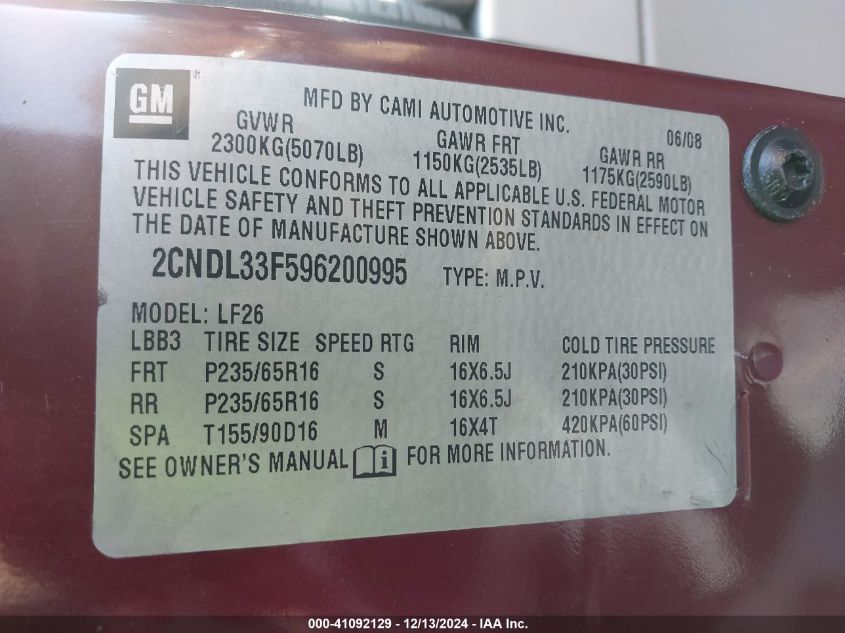 GM ®
MFD BY CAMI AUTOMOTIVE INC.
06/08
GVWR GAWR FRT GAWR RR
2300KG(5070LB) 1150KG(2535LB) 1175KG(2590LB)
THIS VEHICLE CONFORMS TO ALL APPLICABLE U.S. FEDERAL MOTOR
VEHICLE SAFETY AND THEFT PREVENTION STANDARDS IN EFFECT ON
THE DATE OF MANUFACTURE SHOWN ABOVE.
2CNDL33F596200995 TYPE: M.P.V.
MODEL: LF26
LBB3 TIRE SIZE SPEED RTG RIM COLD TIRE PRESSURE
FRT P235/65R16 S 16X6.5J 210KPA(30PSI)
RR P235/65R16 S 16X6.5J 210KPA(30PSI)
SPA T155/90D16 M 16X4T 420KPA(60PSI)
SEE OWNER'S MANUAL i FOR MORE INFORMATION.
000-41092129 - 12/13/2024 - IAA Inc.